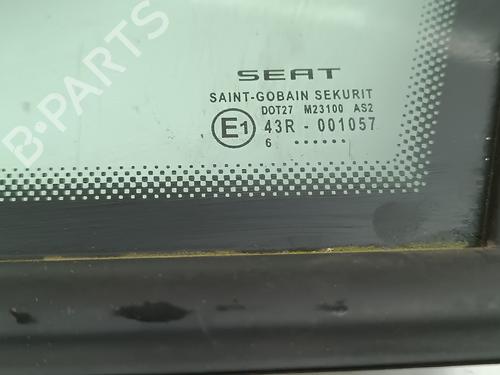 B-PARTS
SEAT
SAINT-GOBAIN SEKURIT
DOT27 M23100 AS2
E1 43R - 001057
6 ......